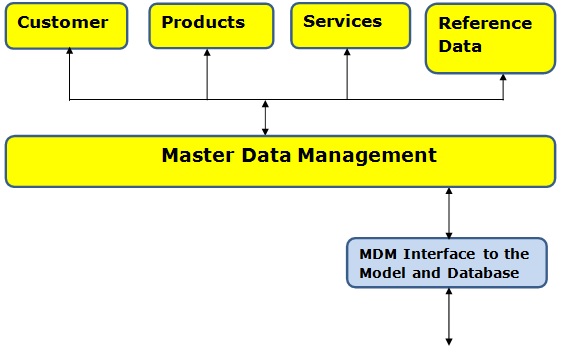 Customer
Products
Services
Reference
Data
Master Data Management
MDM Interface to the
Model and Database